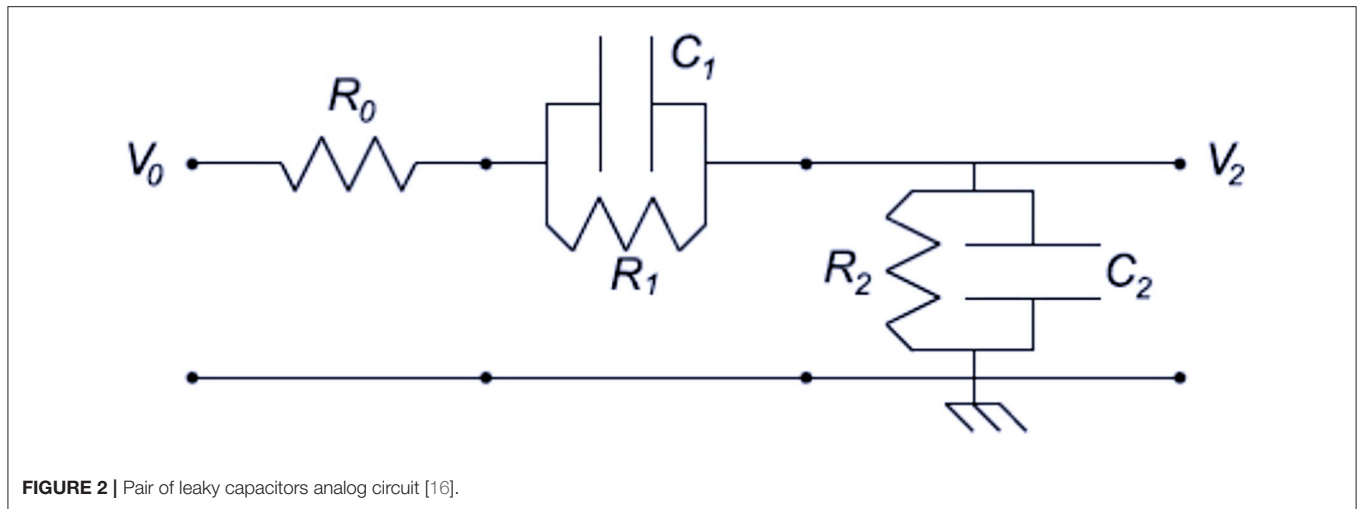 C₁
R₀
V₀
V₂
R₁
R₂
C₂
FIGURE 2 | Pair of leaky capacitors analog circuit [16].